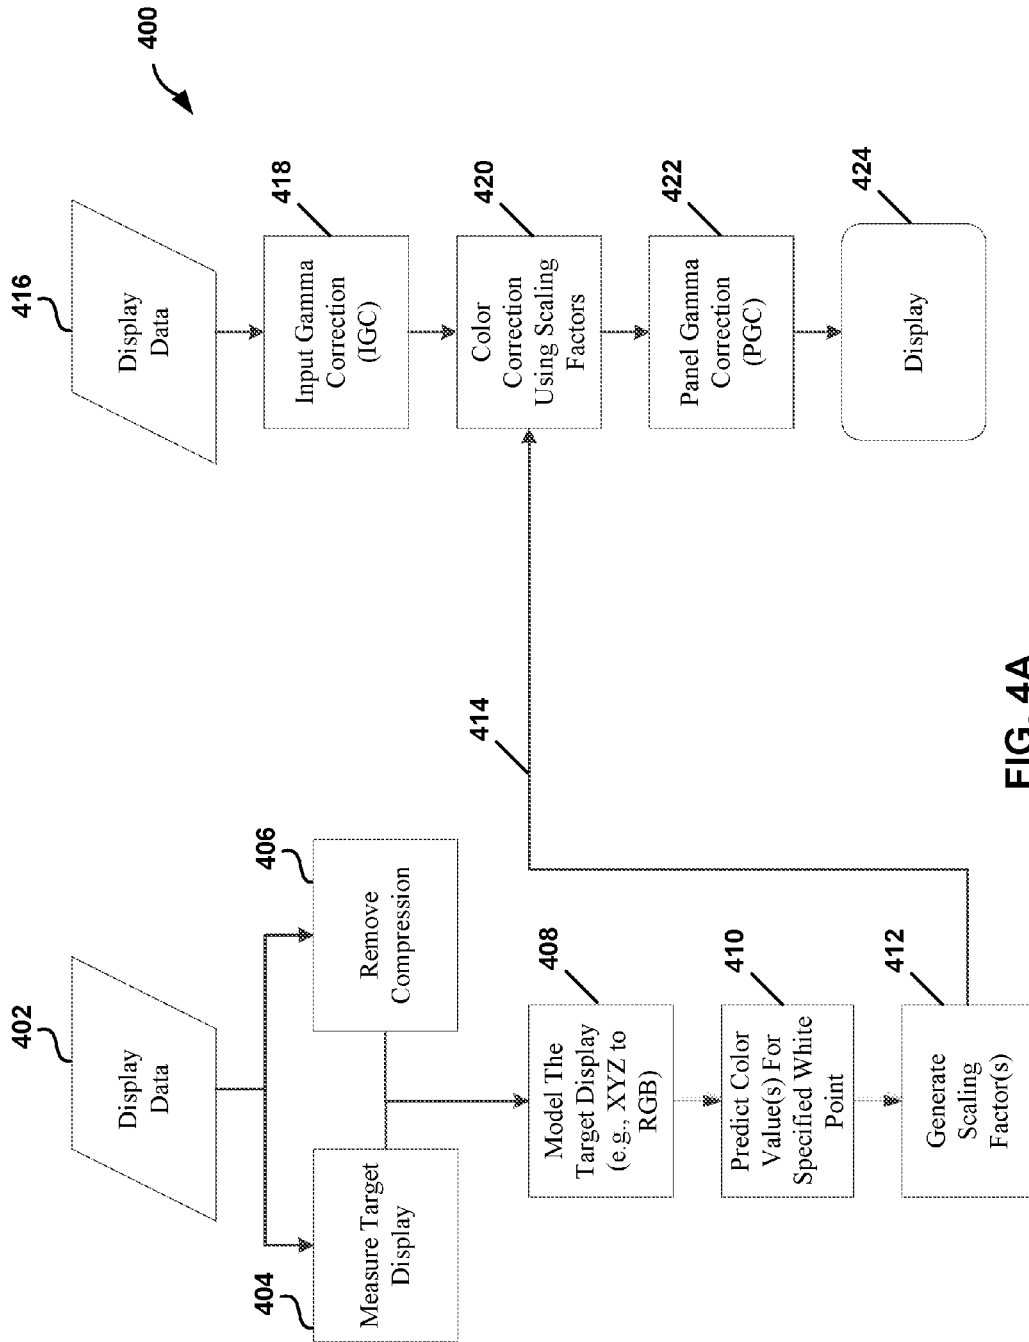 402
Display
Data
404
Measure Target
Display
406
Remove
Compression
408
Model The
Target Display
(e.g., XYZ to
RGB)
410
Predict Color
Value(s) For
Specified White
Point
412
Generate
Scaling
Factor(s)
414
400
416
Display
Data
418
Input Gamma
Correction
(IGC)
420
Color
Correction
Using Scaling
Factors
422
Panel Gamma
Correction
(PGC)
424
Display
FIG. 4A